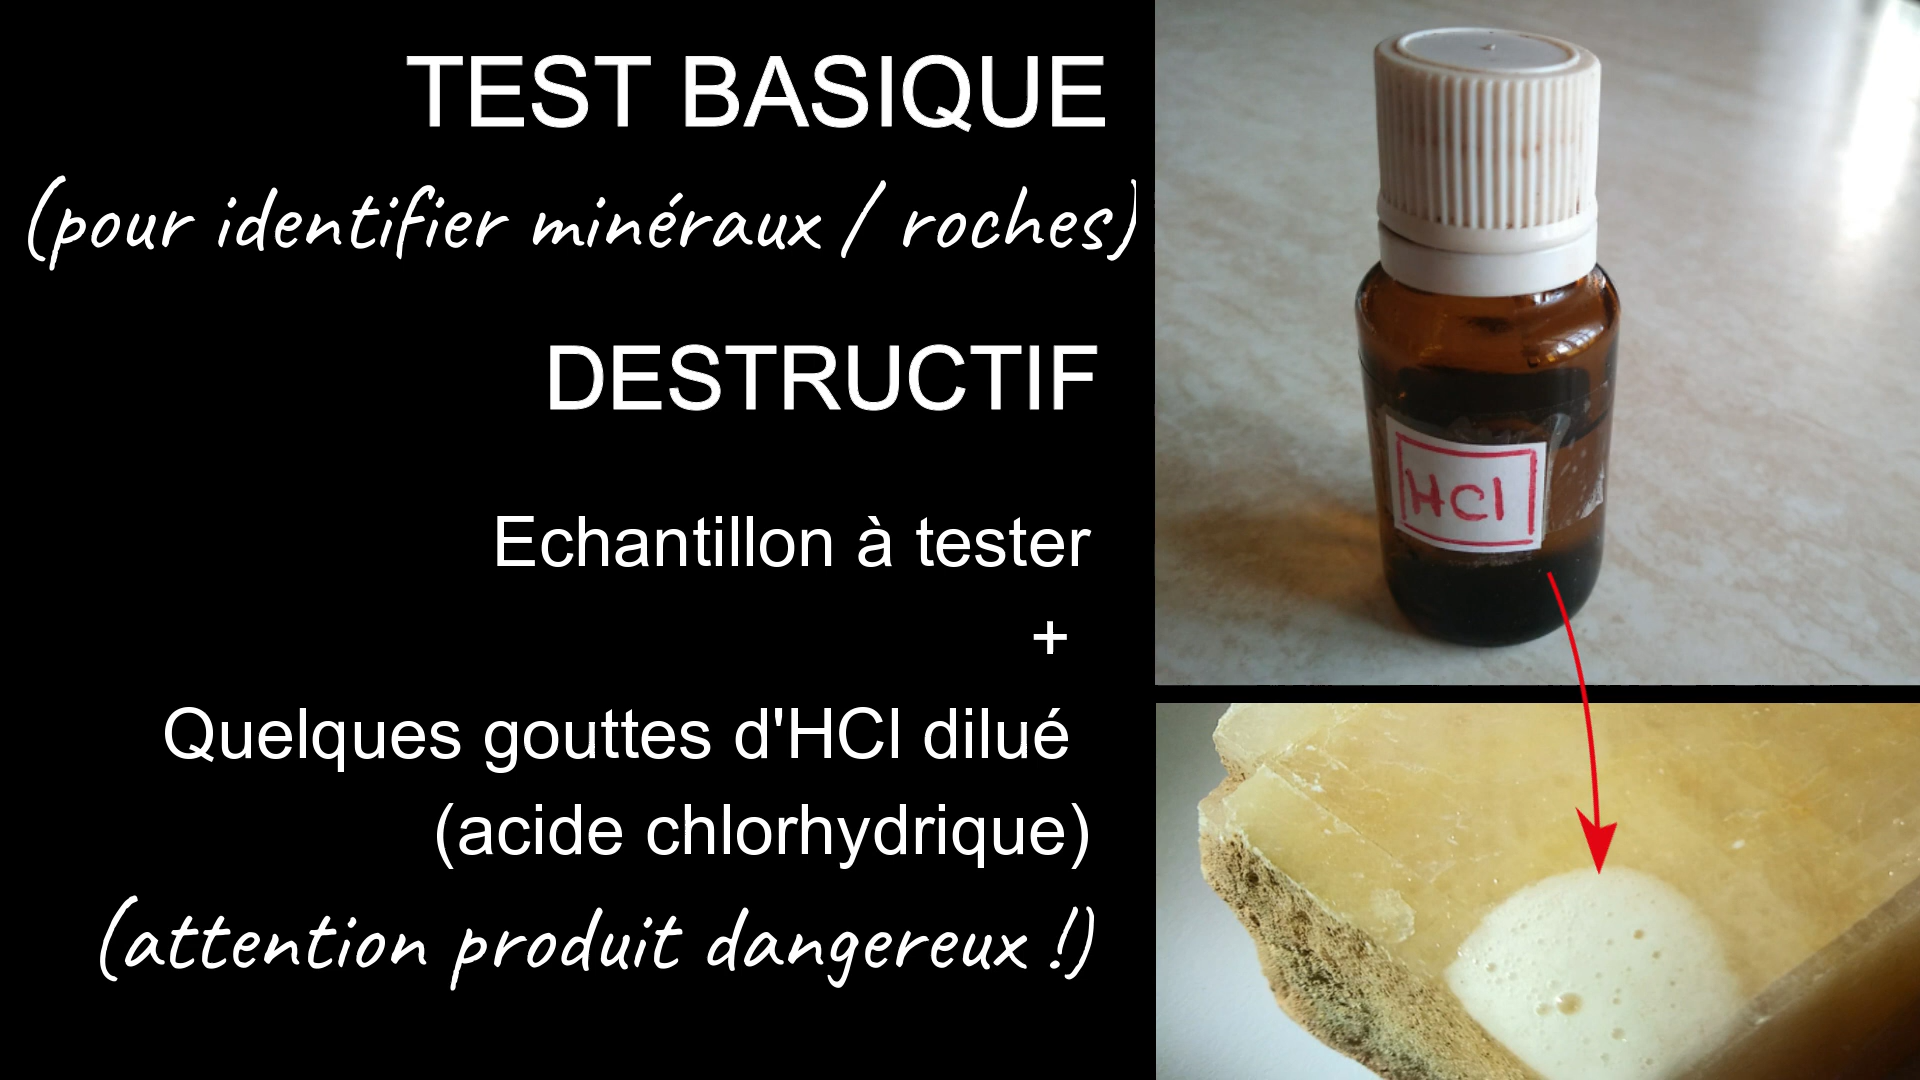 TEST BASIQUE
(pour identifier minéraux / roches)
DESTRUCTIF
Echantillon à tester
+
Quelques gouttes d'HCl dilué
(acide chlorhydrique)
(attention produit dangereux !)
HCl